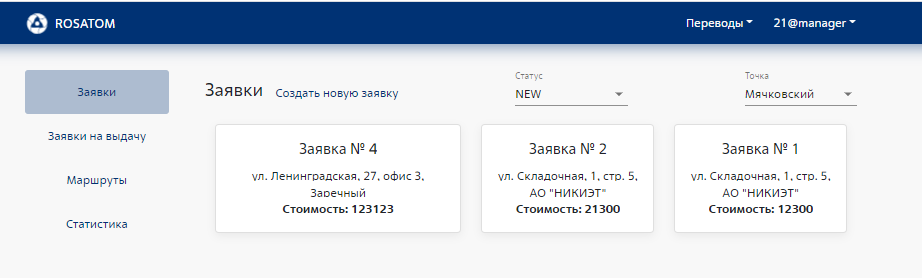 ROSATOM
Переводы
21@manager
Заявки
Заявки на выдачу
Маршруты
Статистика
Заявки
Создать новую заявку
Статус
NEW
Точка
Мячковский
Заявка № 4
ул. Ленинградская, 27, офис 3,
Заречный
Стоимость: 123123
Заявка № 2
ул. Складочная, 1, стр. 5,
АО "НИКИЭТ"
Стоимость: 21300
Заявка № 1
ул. Складочная, 1, стр. 5,
АО "НИКИЭТ"
Стоимость: 12300